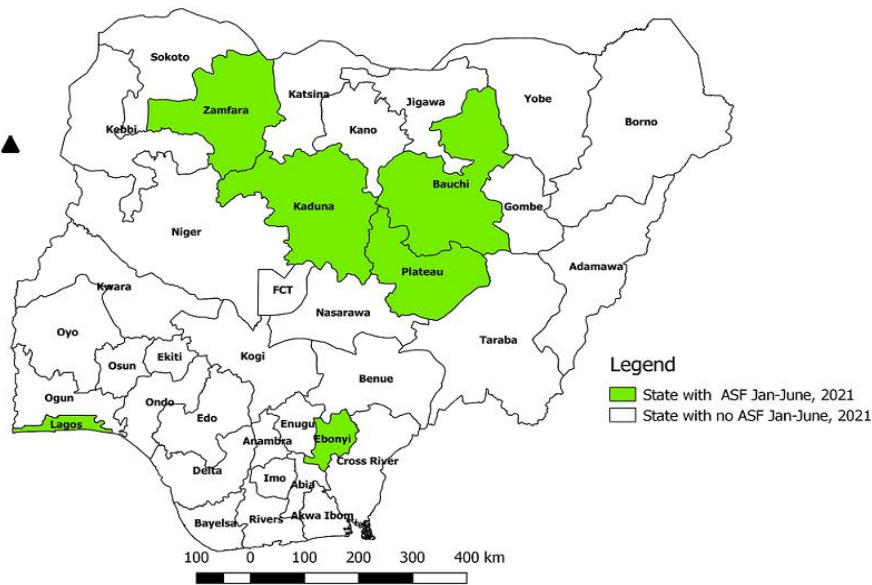 Sokoto
Katsina
Zamfara
Jigawa
Yobe
Borno
Kebbi
Kano
Bauchi
Kaduna
Gombe
Niger
Adamawa
Plateau
Kwara
FCT
Nasarawa
Oyo
Taraba
Osun
Ekiti
Kogi
Benue
Ogun
Ondo
Edo
Lagos
Enugu
Anambra
Ebonyi
Cross River
Delta
Imo
Abia
Bayelsa
Rivers
Akwa Ibom
Legend
State with ASF Jan-June, 2021
State with no ASF Jan-June, 2021
100 0 100 200 300 400 km